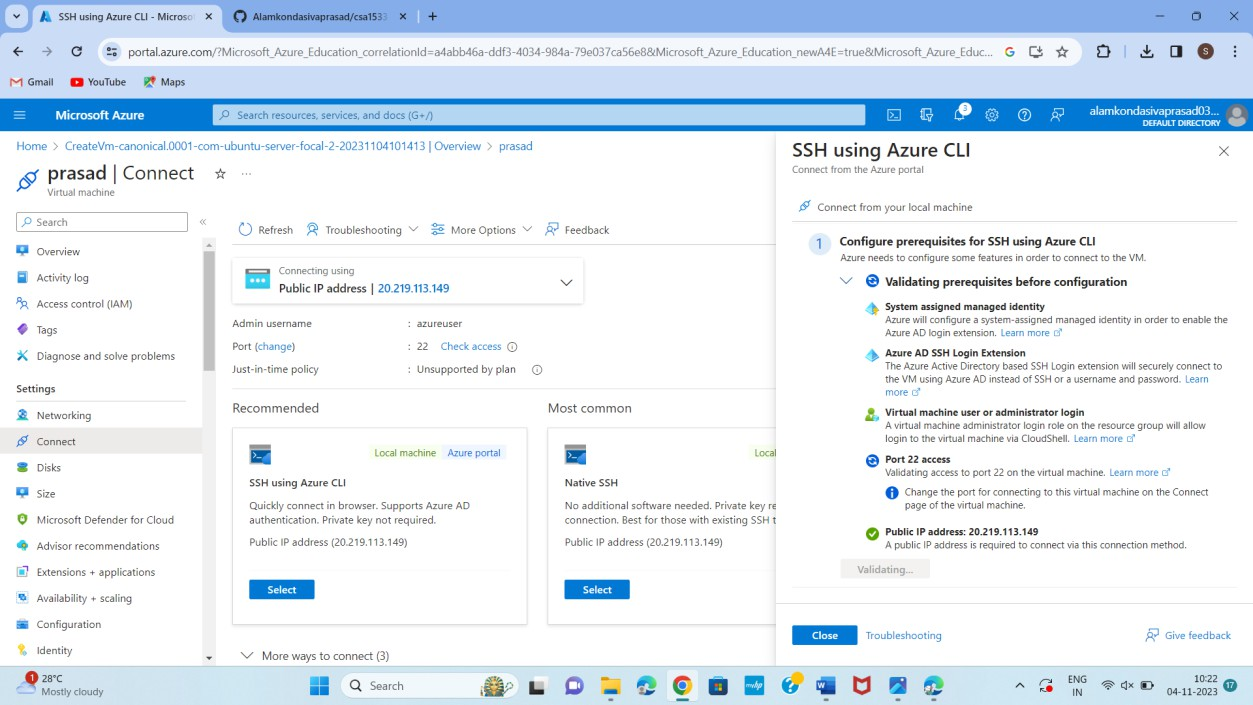 SSH using Azure CLI - Microso
Alamkondasivaprasad/csa1533
portal.azure.com/?Microsoft_Azure_Education_correlationId=a4abb46a-ddf3-4034-984a-79e037ca56e8&Microsoft_Azure_Education_newA4E=true&Microsoft_Azure_Educ...
S
Gmail
YouTube
Maps
Microsoft Azure
Search resources, services, and docs (G+/)
3
alamkondasivaprasad03...
DEFAULT DIRECTORY
Home > CreateVm-canonical.0001-com-ubuntu-server-focal-2-20231104101413 | Overview > prasad
prasad | Connect
Virtual machine
Search
Overview
Activity log
Access control (IAM)
Tags
Diagnose and solve problems
Settings
Networking
Connect
Disks
Size
Microsoft Defender for Cloud
Advisor recommendations
Extensions + applications
Availability + scaling
Configuration
Identity
Refresh
Troubleshooting
More Options
Feedback
Connecting using
Public IP address | 20.219.113.149
Admin username : azureuser
Port (change) : 22 Check access
Just-in-time policy : Unsupported by plan
Recommended
Local machine Azure portal
SSH using Azure CLI
Quickly connect in browser. Supports Azure AD
authentication. Private key not required.
Public IP address (20.219.113.149)
Select
Most common
Local
Native SSH
No additional software needed. Private key re
connection. Best for those with existing SSH t
Public IP address (20.219.113.149)
Select
More ways to connect (3)
SSH using Azure CLI
Connect from the Azure portal
Connect from your local machine
1 Configure prerequisites for SSH using Azure CLI
Azure needs to configure some features in order to connect to the VM.
Validating prerequisites before configuration
System assigned managed identity
Azure will configure a system-assigned managed identity in order to enable the
Azure AD login extension. Learn more
Azure AD SSH Login Extension
The Azure Active Directory based SSH Login extension will securely connect to
the VM using Azure AD instead of SSH or a username and password. Learn
more
Virtual machine user or administrator login
A virtual machine administrator login role on the resource group will allow
login to the virtual machine via CloudShell. Learn more
Port 22 access
Validating access to port 22 on the virtual machine. Learn more
Change the port for connecting to this virtual machine on the Connect
page of the virtual machine.
Public IP address: 20.219.113.149
A public IP address is required to connect via this connection method.
Validating...
Close
Troubleshooting
Give feedback
1
28°C
Mostly cloudy
Search
myhp
ENG
IN
10:22
04-11-2023
17